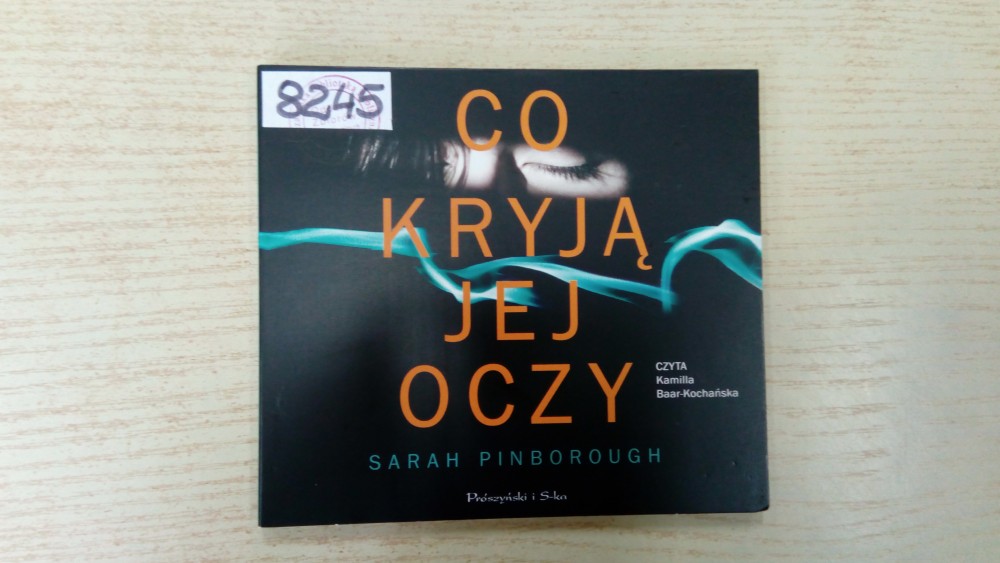 8245
CO
KRYJĄ
JEJ
OCZY
CZYTA
Kamilla
Baar-Kochańska
SARAH PINBOROUGH
Prószyński i S-ka